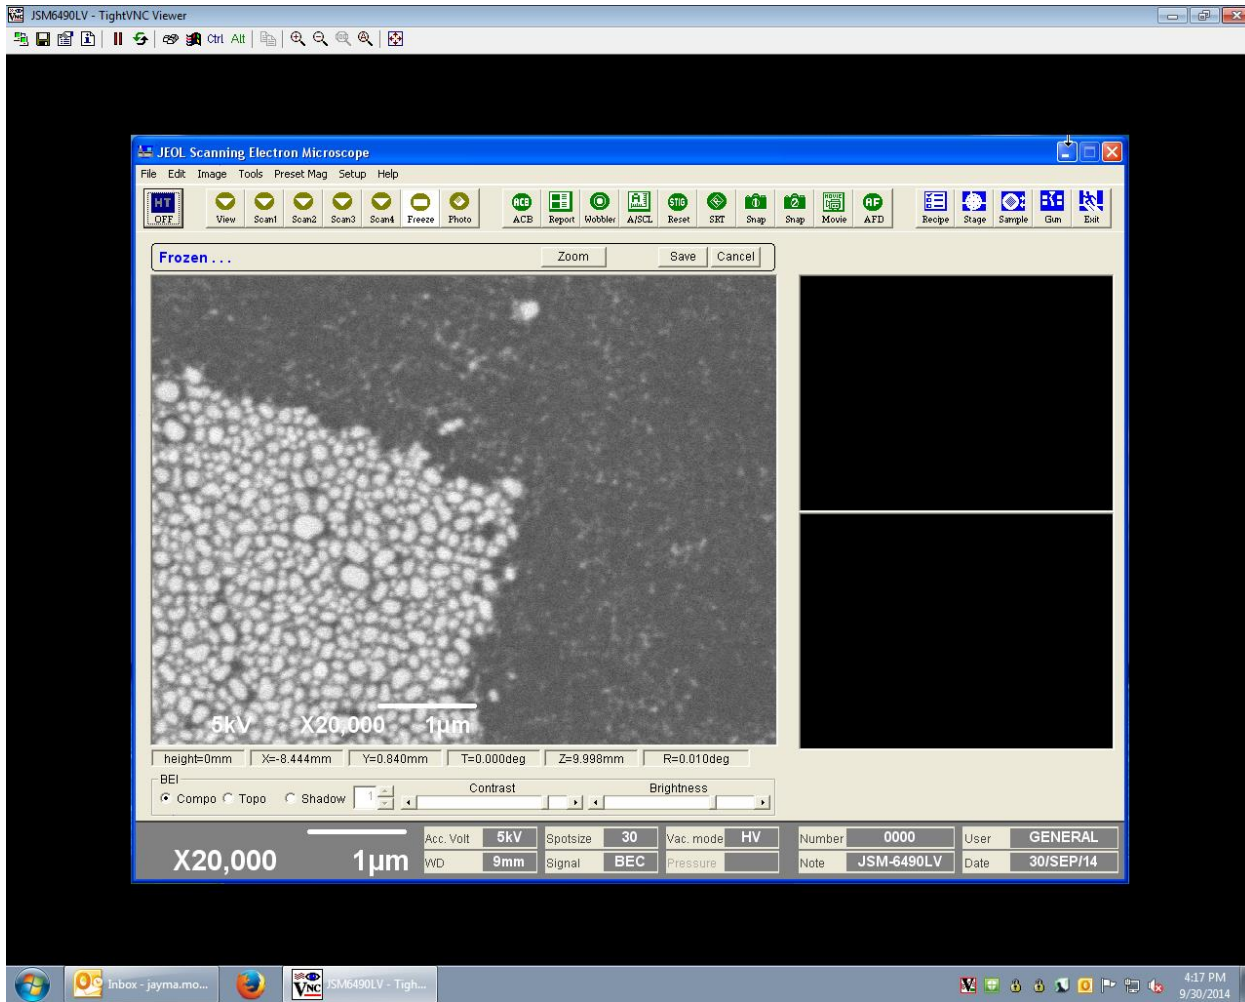 JSM6490LV - TightVNC Viewer
Ctrl Alt
JEOL Scanning Electron Microscope
File Edit Image Tools Preset Mag Setup Help
HT OFF View Scan1 Scan2 Scan3 Scan4 Freeze Photo ACB Report Wobbler A/SCL Reset SRT Snap Snap Movie AFD Recipe Stage Sample Gun Exit
Frozen . . . Zoom Save Cancel
5kV X20,000 1µm
height=0mm X=-8.444mm Y=0.840mm T=0.000deg Z=9.998mm R=0.010deg
BEI
Contrast Brightness
Compo Topo Shadow 1
Acc. Volt 5kV Spotsize 30 Vac. mode HV Number 0000 User GENERAL
X20,000 1µm WD 9mm Signal BEC Pressure Note JSM-6490LV Date 30/SEP/14
Inbox - jayma.mo... JSM6490LV - Tigh... 4:17 PM
9/30/2014